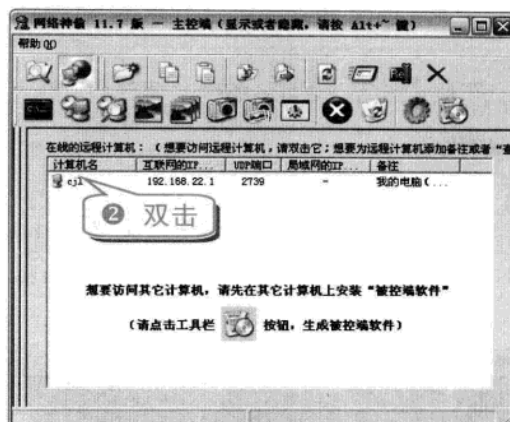 网络神偷 11.7 版 — 主控端(显示或者隐藏,请按 Alt+~ 键)
帮助(H)
在线的远程计算机:(想要访问远程计算机,请双击它;想要为远程计算机添加备注或者“查
计算机名 互联网的IP... UDP端口 局域网的IP... 备注
cjl 192.168.22.1 2739 - 我的电脑(...
❷ 双击
想要访问其它计算机,请先在其它计算机上安装“被控端软件”
(请点击工具栏 按钮,生成被控端软件)